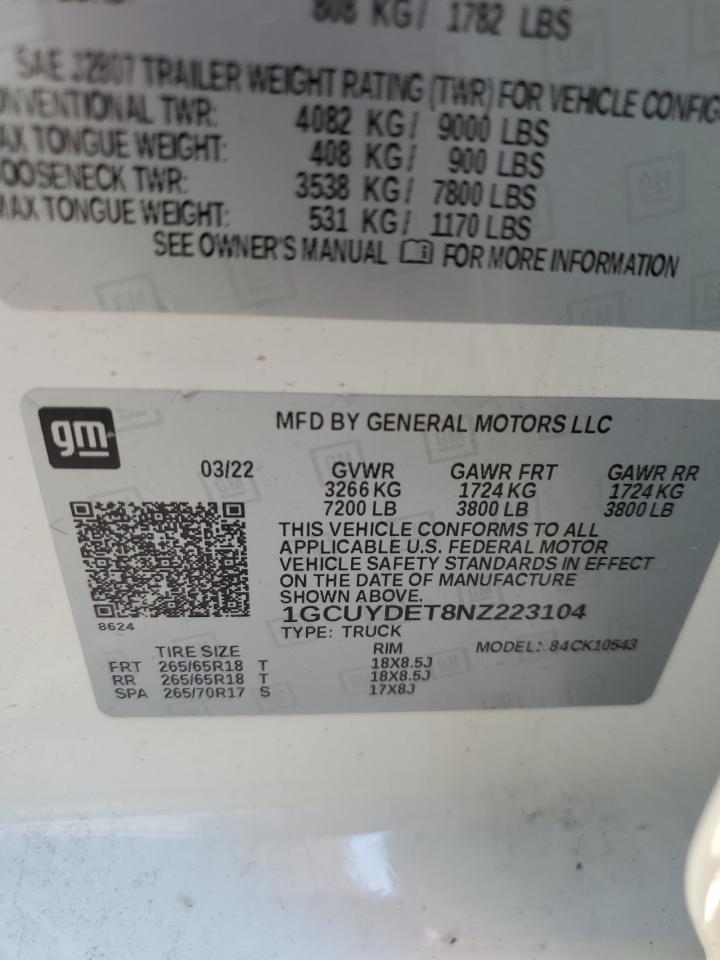 808 KG/ 1782 LBS
SAE J2807 TRAILER WEIGHT RATING (TWR) FOR VEHICLE
TWR: 4082 KG/ 9000 LBS
TONGUE WEIGHT: 408 KG/ 900 LBS
TWR: 3538 KG/ 7800 LBS
MAX TONGUE WEIGHT: 531 KG/ 1170 LBS
SEE OWNER'S MANUAL FOR MORE INFORMATION
gm
MFD BY GENERAL MOTORS LLC
03/22 GVWR GAWR FRT GAWR RR
3266 KG 1724 KG 1724 KG
7200 LB 3800 LB 3800 LB
THIS VEHICLE CONFORMS TO ALL
APPLICABLE U.S. FEDERAL MOTOR
VEHICLE SAFETY STANDARDS IN EFFECT
ON THE DATE OF MANUFACTURE
SHOWN ABOVE.
1GCUYDET8NZ223104
8624
TYPE: TRUCK MODEL: 84CK10543
TIRE SIZE RIM
FRT 265/65R18 T 18X8.5J
RR 265/65R18 T 18X8.5J
SPA 265/70R17 S 17X8J